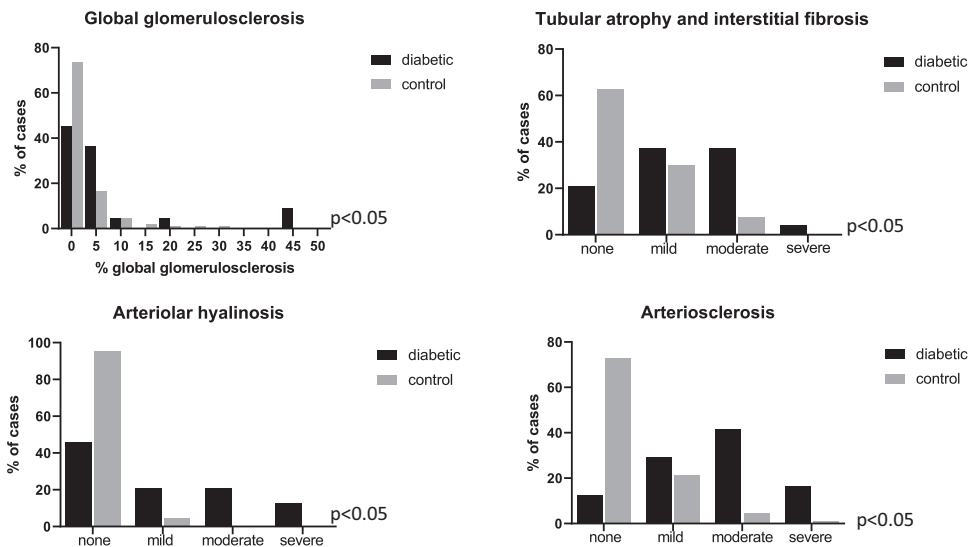 Global glomerulosclerosis
80
60
40
20
0
% of cases
0 5 10 15 20 25 30 35 40 45 50
% global glomerulosclerosis
diabetic
control
p<0.05
Tubular atrophy and interstitial fibrosis
80
60
40
20
0
% of cases
none mild moderate severe
diabetic
control
p<0.05
Arteriolar hyalinosis
100
80
60
40
20
0
% of cases
none mild moderate severe
diabetic
control
p<0.05
Arteriosclerosis
80
60
40
20
0
% of cases
none mild moderate severe
diabetic
control
p<0.05